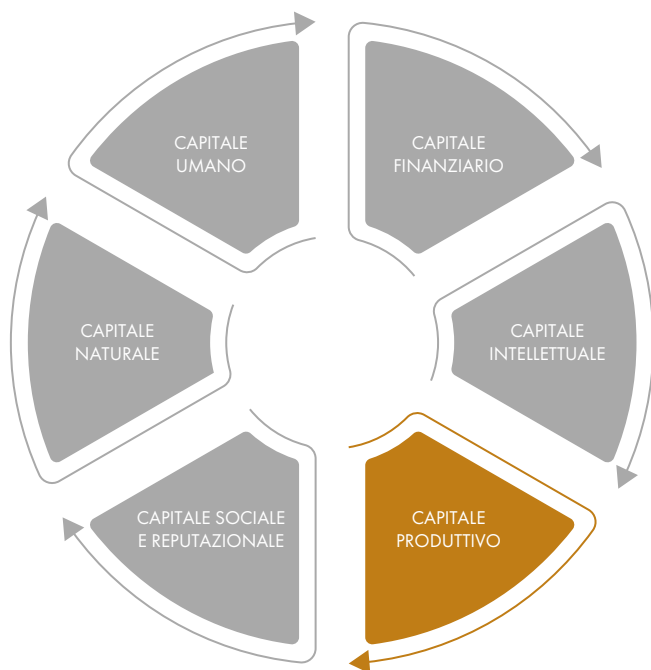 CAPITALE
UMANO
CAPITALE
FINANZIARIO
CAPITALE
NATURALE
CAPITALE
INTELLETTUALE
CAPITALE SOCIALE
E REPUTAZIONALE
CAPITALE
PRODUTTIVO